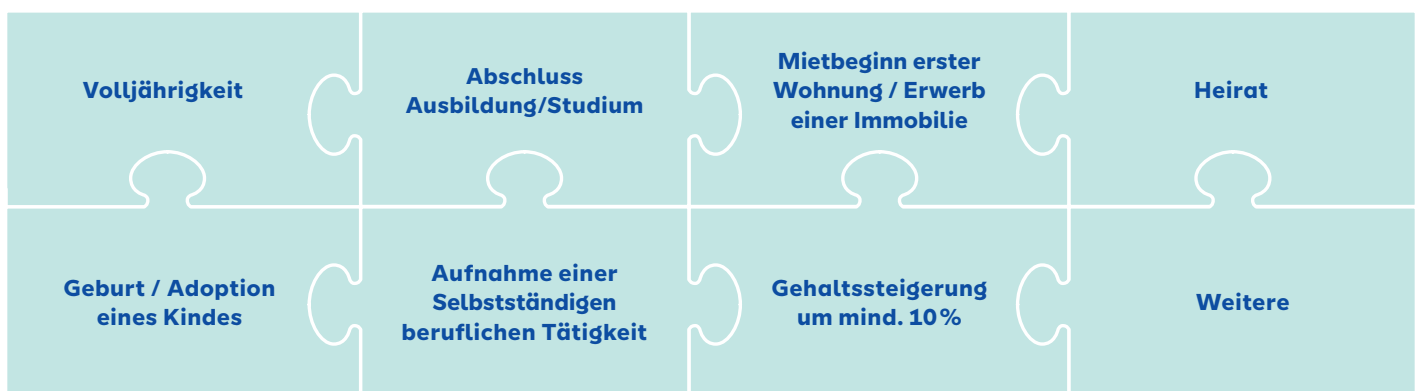 Volljährigkeit
Abschluss
Ausbildung/Studium
Mietbeginn erster
Wohnung / Erwerb
einer Immobilie
Heirat
Geburt / Adoption
eines Kindes
Aufnahme einer
Selbstständigen
beruflichen Tätigkeit
Gehaltssteigerung
um mind. 10%
Weitere